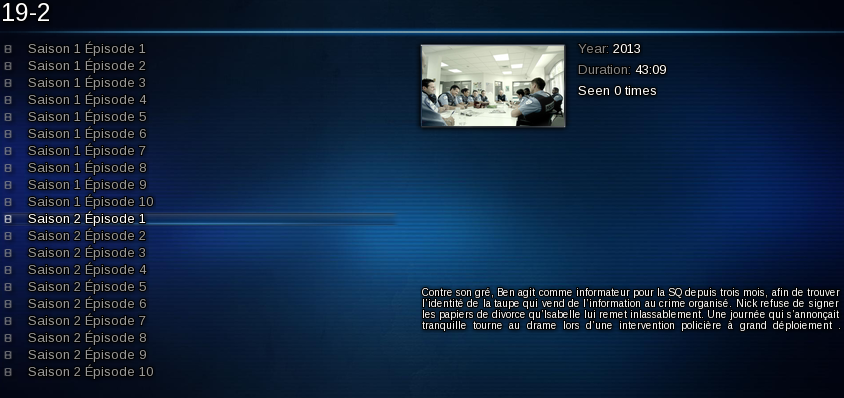 19-2
Saison 1 Épisode 1
Saison 1 Épisode 2
Saison 1 Épisode 3
Saison 1 Épisode 4
Saison 1 Épisode 5
Saison 1 Épisode 6
Saison 1 Épisode 7
Saison 1 Épisode 8
Saison 1 Épisode 9
Saison 1 Épisode 10
Saison 2 Épisode 1
Saison 2 Épisode 2
Saison 2 Épisode 3
Saison 2 Épisode 4
Saison 2 Épisode 5
Saison 2 Épisode 6
Saison 2 Épisode 7
Saison 2 Épisode 8
Saison 2 Épisode 9
Saison 2 Épisode 10
Year: 2013
Duration: 43:09
Seen 0 times
Contre son gré, Ben agit comme informateur pour la SQ depuis trois mois, afin de trouver
l'identité de la taupe qui vend de l'information au crime organisé. Nick refuse de signer
les papiers de divorce qu'Isabelle lui remet inlassablement. Une journée qui s'annonçait
tranquille tourne au drame lors d'une intervention policière à grand déploiement .